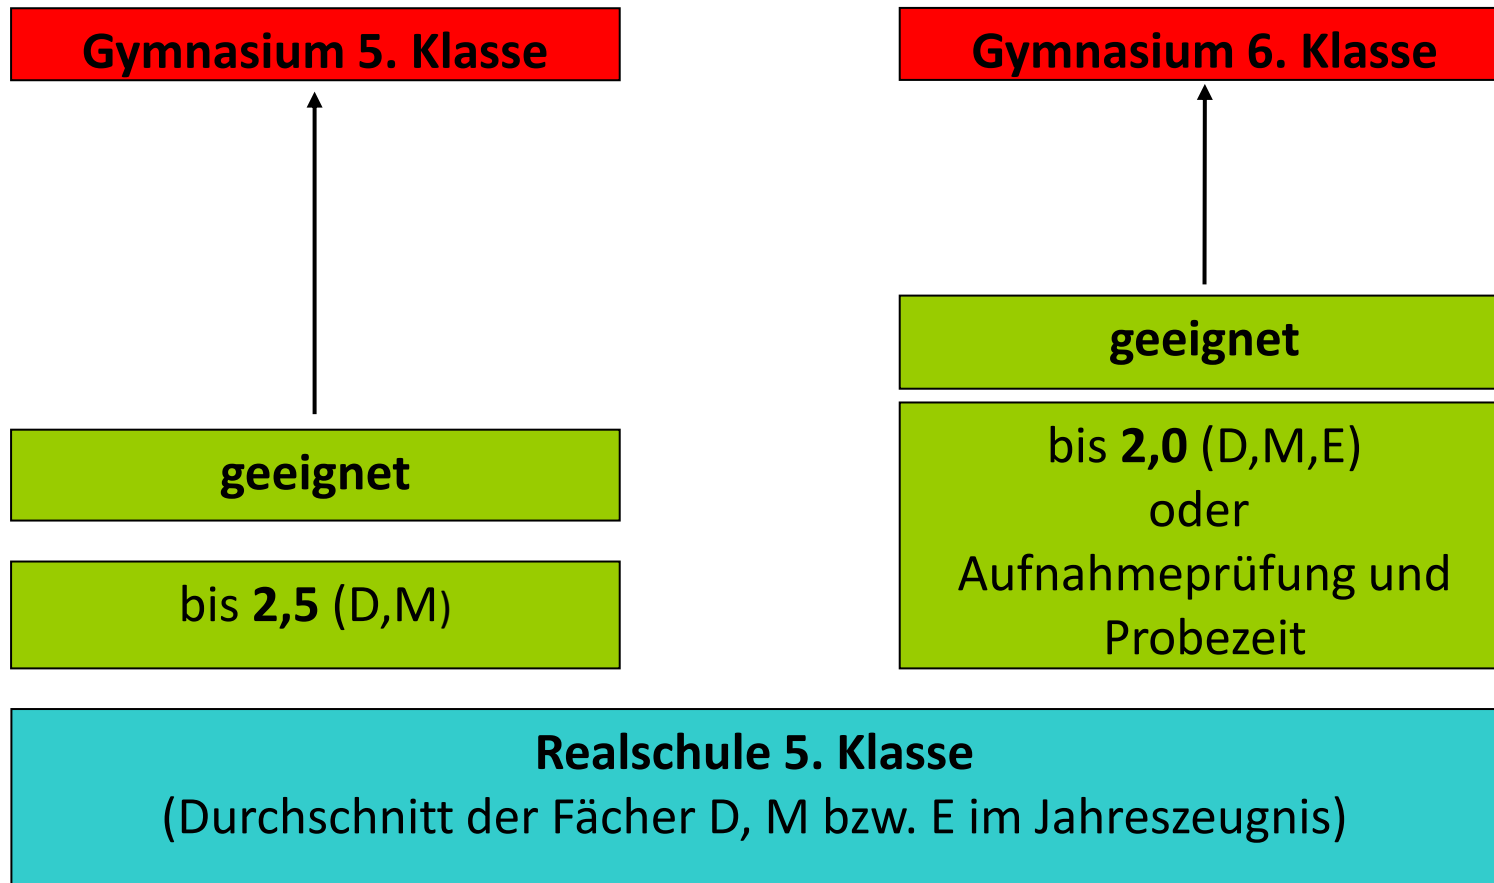 Gymnasium 5. Klasse
Gymnasium 6. Klasse
geeignet
bis 2,5 (D,M)
geeignet
bis 2,0 (D,M,E)
oder
Aufnahmeprüfung und
Probezeit
Realschule 5. Klasse
(Durchschnitt der Fächer D, M bzw. E im Jahreszeugnis)